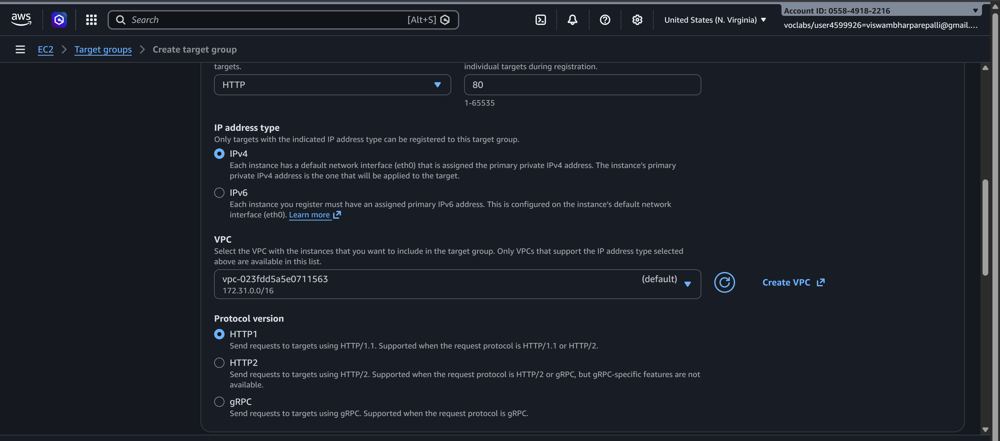 aws
Search
[Alt+S]
United States (N. Virginia)
Account ID: 0558-4918-2216
voclabs/user4599926=viswambharparepalli@gmail....
EC2
Target groups
Create target group
targets.
individual targets during registration.
HTTP
80
1-65535
IP address type
Only targets with the indicated IP address type can be registered to this target group.
IPv4
Each instance has a default network interface (eth0) that is assigned the primary private IPv4 address. The instance’s primary
private IPv4 address is the one that will be applied to the target.
IPv6
Each instance you register must have an assigned primary IPv6 address. This is configured on the instance’s default network
interface (eth0). Learn more
VPC
Select the VPC with the instances that you want to include in the target group. Only VPCs that support the IP address type selected
above are available in this list.
vpc-023fdd5a5e0711563
(default)
172.31.0.0/16
Create VPC
Protocol version
HTTP1
Send requests to targets using HTTP/1.1. Supported when the request protocol is HTTP/1.1 or HTTP/2.
HTTP2
Send requests to targets using HTTP/2. Supported when the request protocol is HTTP/2 or gRPC, but gRPC-specific features are not
available.
gRPC
Send requests to targets using gRPC. Supported when the request protocol is gRPC.